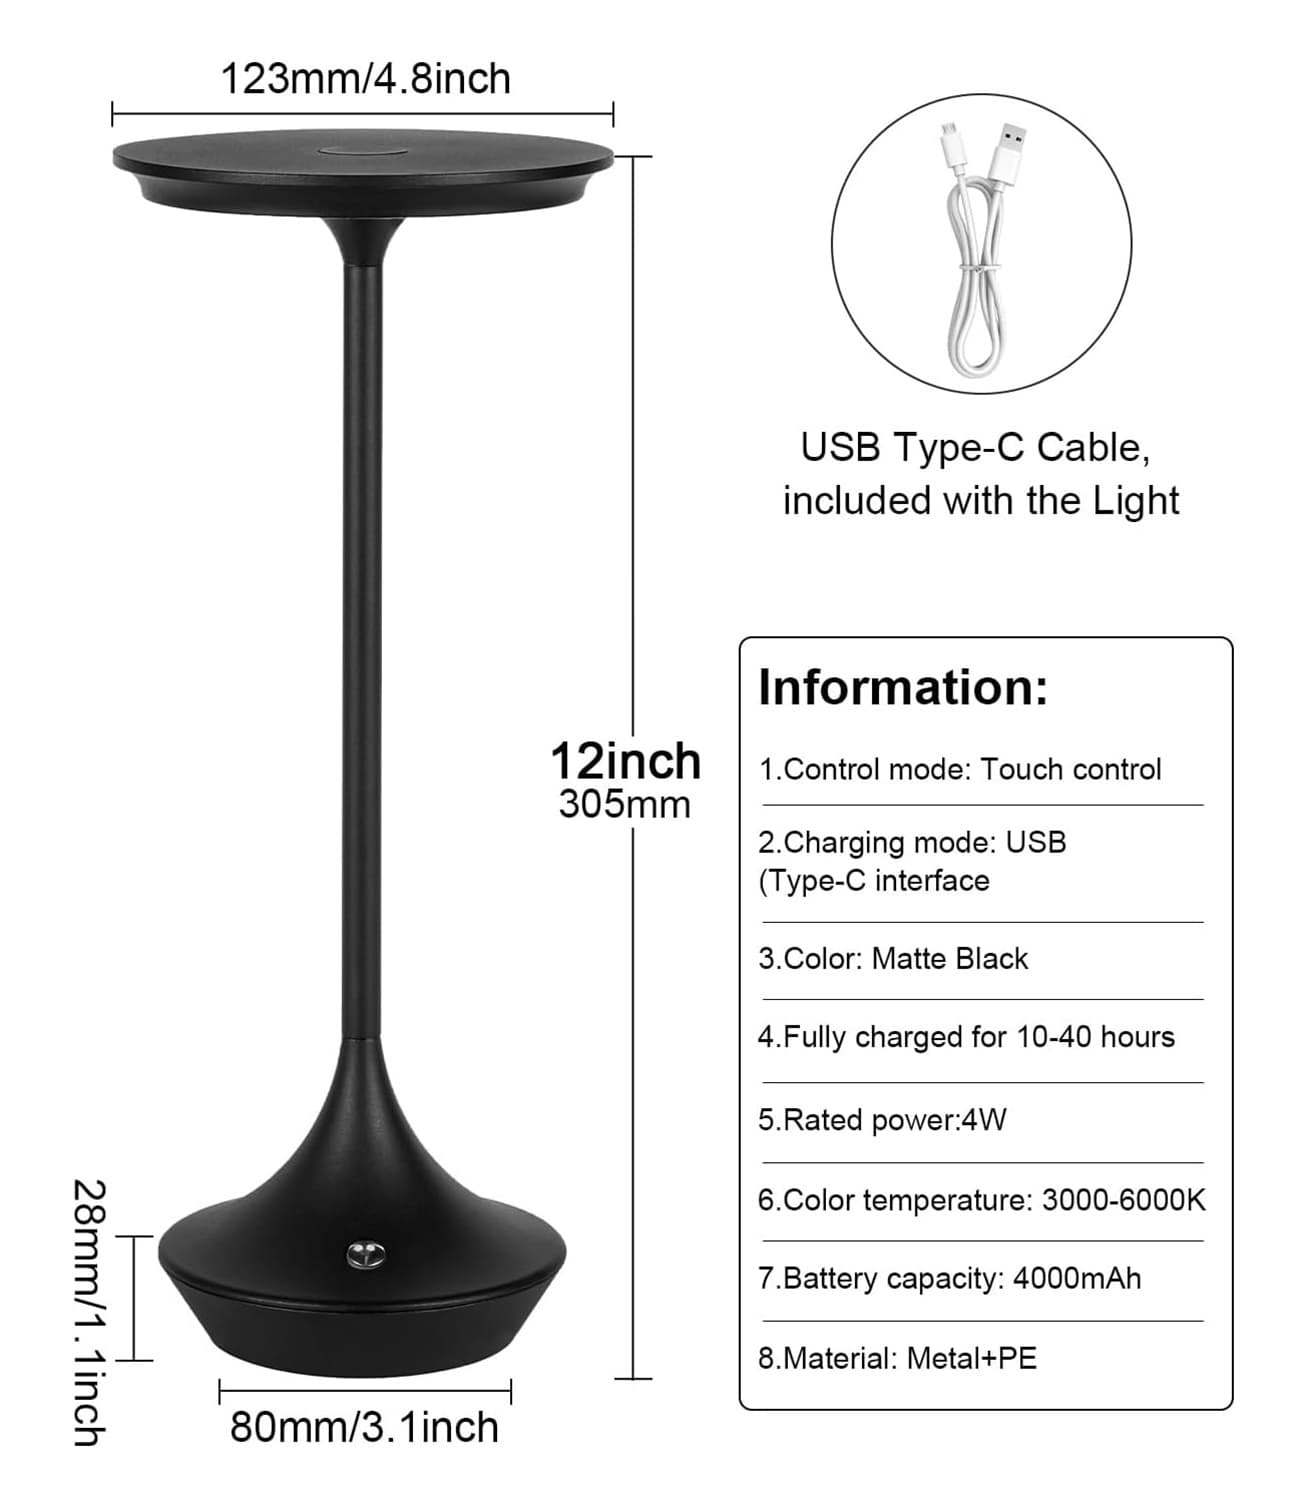 123mm/4.8inch
USB Type-C Cable,
included with the Light
12inch
305mm
28mm/1.1inch
80mm/3.1inch
Information:
1.Control mode: Touch control
2.Charging mode: USB
(Type-C interface
3.Color: Matte Black
4.Fully charged for 10-40 hours
5.Rated power:4W
6.Color temperature: 3000-6000K
7.Battery capacity: 4000mAh
8.Material: Metal+PE